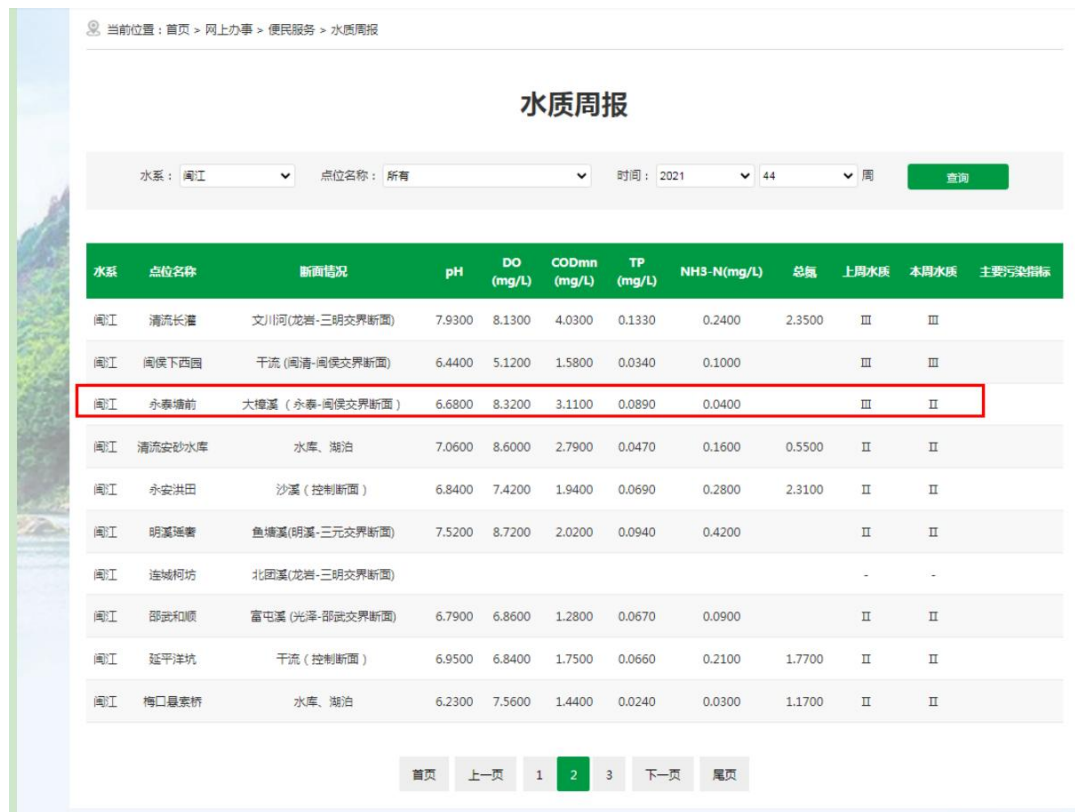 当前位置：首页 > 网上办事 > 便民服务 > 水质周报
水质周报
水系： 闽江 点位名称： 所有 时间： 2021 44 周 查询
水系 点位名称 断面情况 pH DO (mg/L) CODmn (mg/L) TP (mg/L) NH3-N(mg/L) 总氮 上周水质 本周水质 主要污染指标
闽江 清流长灌 文川河(龙岩-三明交界断面) 7.9300 8.1300 4.0300 0.1330 0.2400 2.3500 Ⅲ Ⅲ
闽江 闽侯下西园 干流 (闽清-闽侯交界断面) 6.4400 5.1200 1.5800 0.0340 0.1000 Ⅲ Ⅲ
闽江 永泰塘前 大樟溪 （ 永泰-闽侯交界断面 ） 6.6800 8.3200 3.1100 0.0890 0.0400 Ⅲ Ⅱ
闽江 清流安砂水库 水库、湖泊 7.0600 8.6000 2.7900 0.0470 0.1600 0.5500 Ⅱ Ⅱ
闽江 永安洪田 沙溪 ( 控制断面 ) 6.8400 7.4200 1.9400 0.0690 0.2800 2.3100 Ⅱ Ⅱ
闽江 明溪瑶奢 鱼塘溪(明溪-三元交界断面) 7.5200 8.7200 2.0200 0.0940 0.4200 Ⅱ Ⅱ
闽江 连城柯坊 北团溪(龙岩-三明交界断面) - -
闽江 邵武和顺 富屯溪 (光泽-邵武交界断面) 6.7900 6.8600 1.2800 0.0670 0.0900 Ⅱ Ⅱ
闽江 延平洋坑 干流 ( 控制断面 ) 6.9500 6.8400 1.7500 0.0660 0.2100 1.7700 Ⅱ Ⅱ
闽江 梅口悬索桥 水库、湖泊 6.2300 7.5600 1.4400 0.0240 0.0300 1.1700 Ⅱ Ⅱ
首页 上一页 1 2 3 下一页 尾页